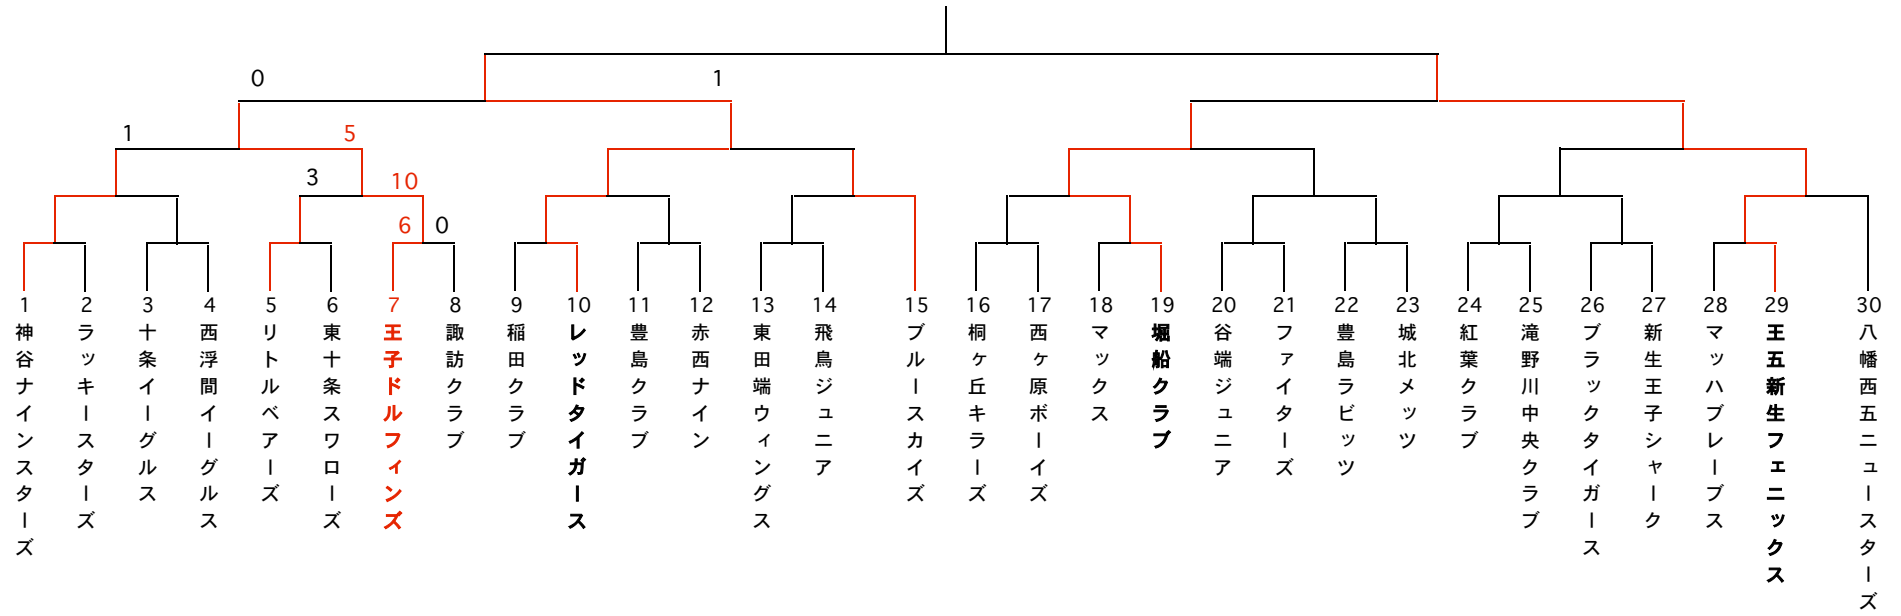 0
1
1
5
3
10
6
0
1
神谷ナインスターズ
2
ラッキースターズ
3
十条イーグルス
4
西浮間イーグルス
5
リトルベアーズ
6
東十条スワローズ
7
王子ドルフィンズ
8
諏訪クラブ
9
稲田クラブ
10
レッドタイガース
11
豊島クラブ
12
赤西ナイン
13
東田端ウィングス
14
飛鳥ジュニア
15
ブルースカイズ
16
桐ヶ丘キラーズ
17
西ヶ原ボーイズ
18
マックス
19
堀船クラブ
20
谷端ジュニア
21
ファイターズ
22
豊島ラビッツ
23
城北メッツ
24
紅葉クラブ
25
滝野川中央クラブ
26
ブラックタイガース
27
新生王子シャーク
28
マッハブレーブス
29
王五新生フェニックス
30
八幡西五ニュースターズ